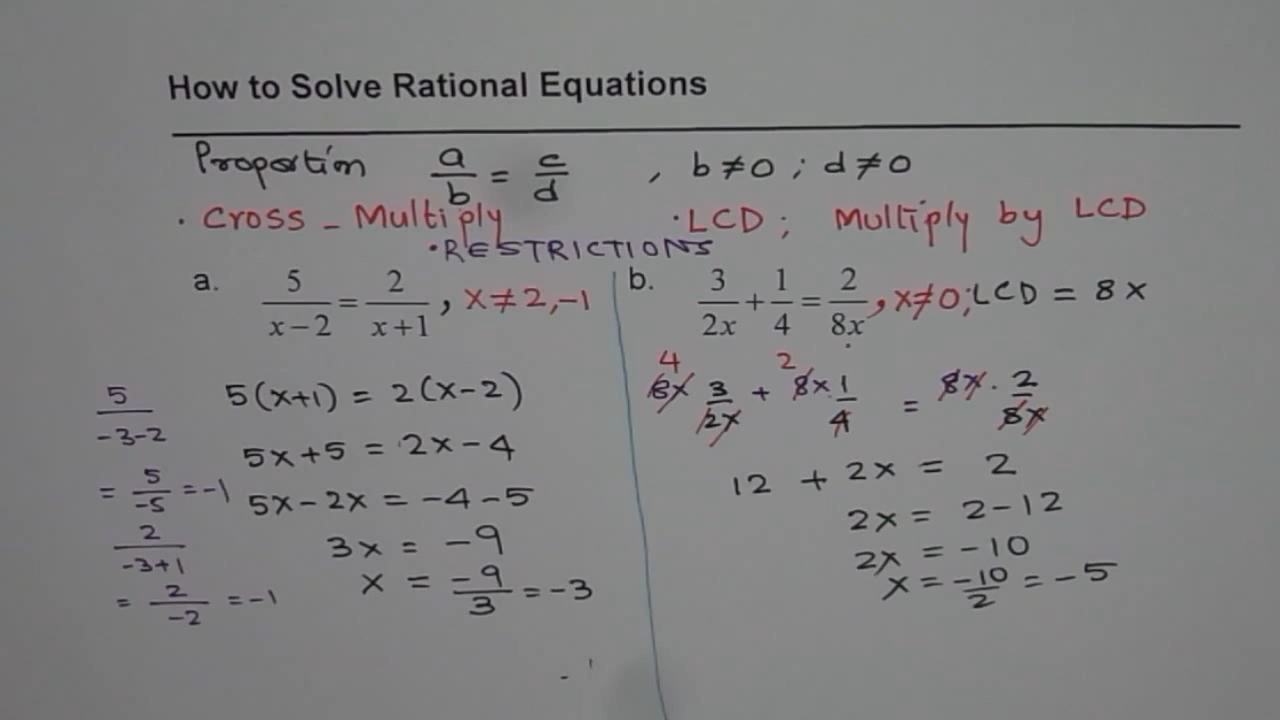 How to Solve Rational Equations
Proportion a/b = c/d , b≠0 ; d≠0
· Cross - Multiply
· LCD ; Multiply by LCD
· RESTRICTIONS
a. 5/(x−2) = 2/(x+1) , x≠2,-1
5(x+1) = 2(x-2)
5x+5 = 2x-4
5x-2x = -4-5
3x = -9
x = -9/3 = -3
5/(-3-2)
= 5/-5 = -1
2/(-3+1)
= 2/-2 = -1
b. 3/2x + 1/4 = 2/8x , x≠0; LCD = 8x
4 2
8x 3/2x + 8x 1/4 = 8x · 2/8x
12 + 2x = 2
2x = 2-12
2x = -10
x = -10/2 = -5